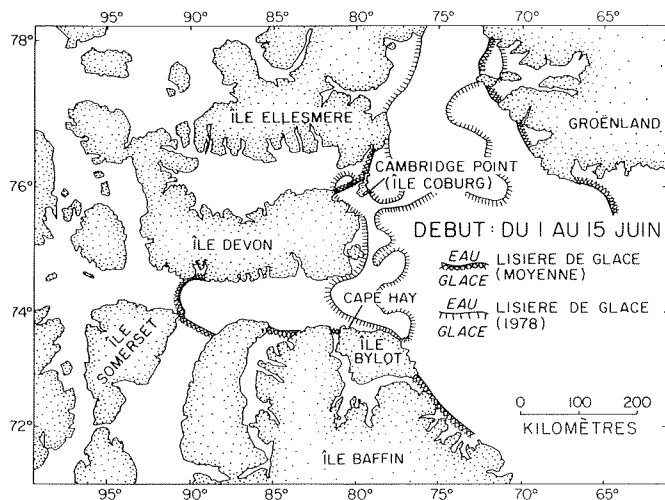 95° 90° 85° 80° 75° 70° 65°
78°
ÎLE ELLESMERE
GROËNLAND
CAMBRIDGE POINT
(ÎLE COBURG)
76°
DEBUT: DU 1 AU 15 JUIN
ÎLE DEVON
EAU
GLACE
LISIERE DE GLACE
(MOYENNE)
EAU
GLACE
LISIERE DE GLACE
(1978)
74°
CAPE HAY
ÎLE
SOMERSET
ÎLE
BYLOT
0 100 200
KILOMÈTRES
72°
ÎLE BAFFIN
95° 90° 85° 80° 75° 70° 65°